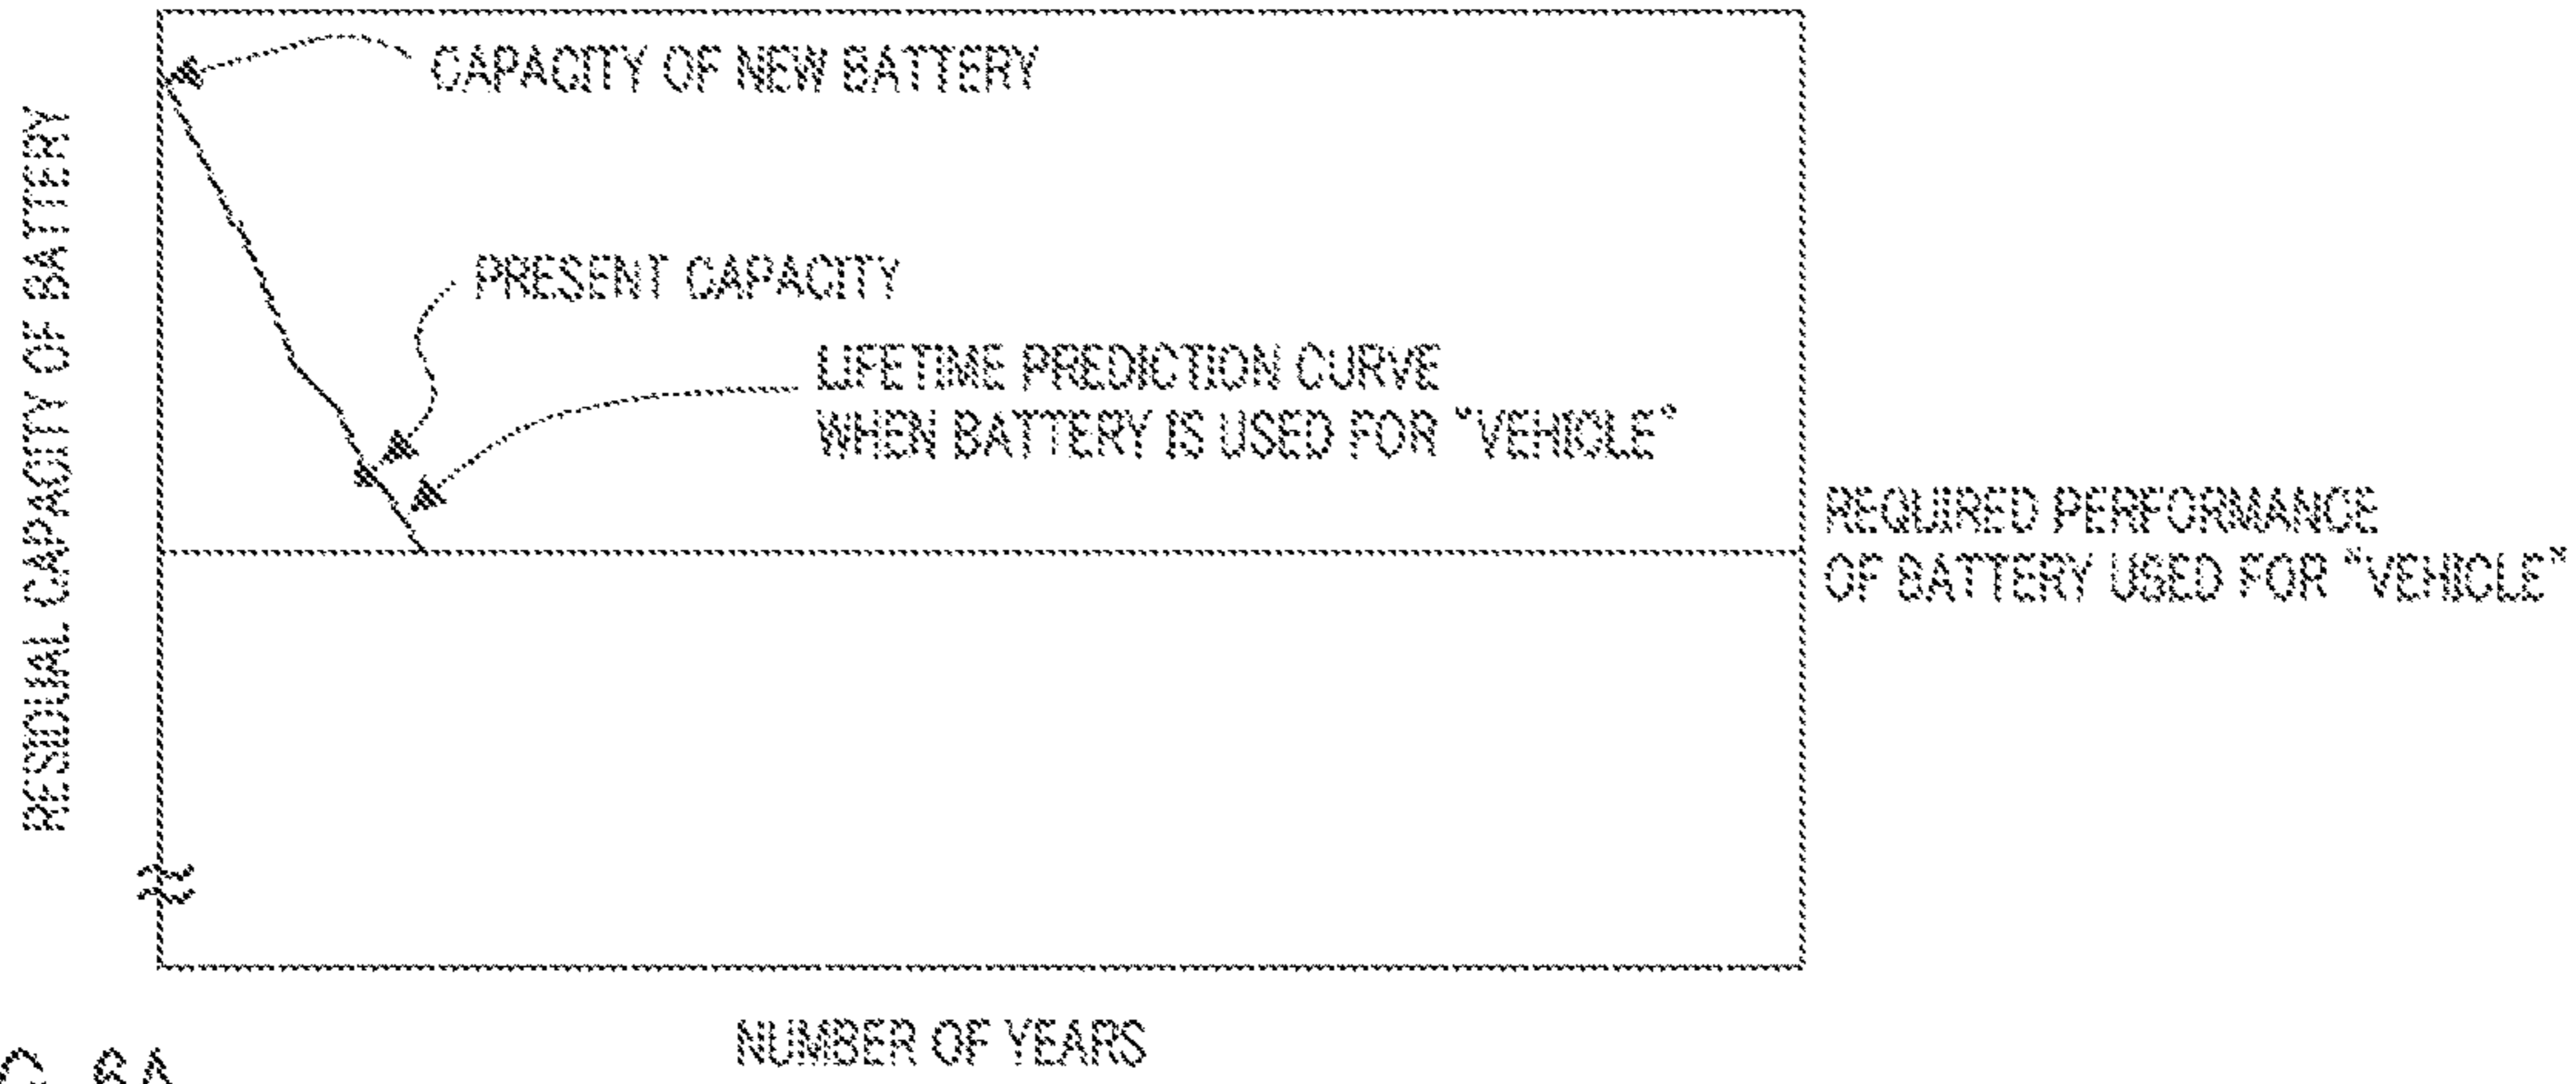 CAPACITY OF NEW BATTERY
RESIDUAL CAPACITY OF BATTERY
PRESENT CAPACITY
LIFETIME PREDICTION CURVE
WHEN BATTERY IS USED FOR "VEHICLE"
REQUIRED PERFORMANCE
OF BATTERY USED FOR "VEHICLE"
NUMBER OF YEARS
6A